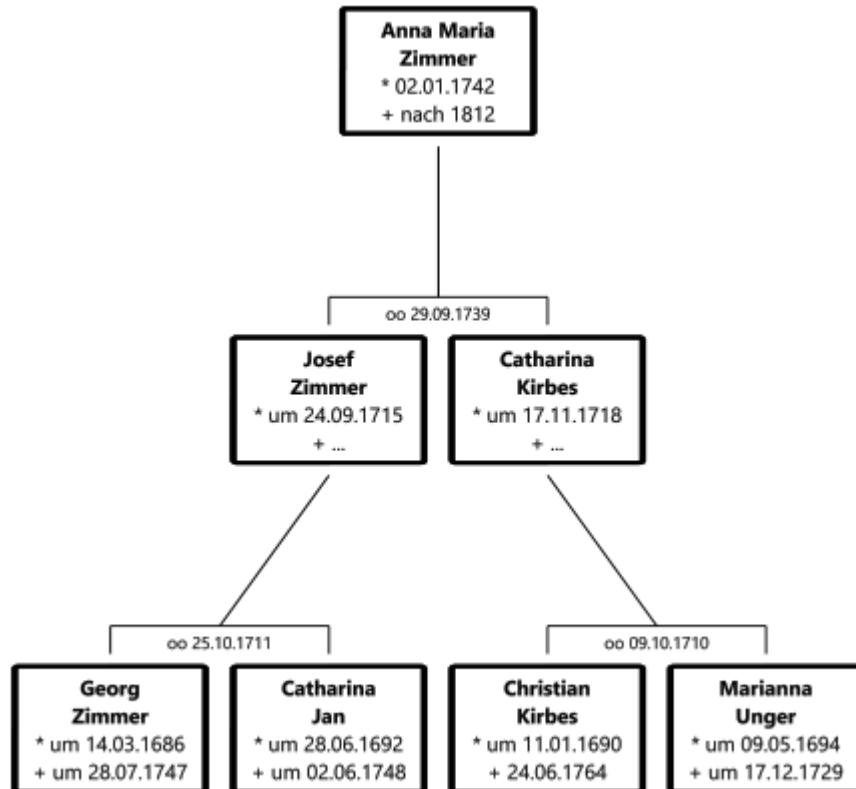 Anna Maria
Zimmer
* 02.01.1742
+ nach 1812
oo 29.09.1739
Josef
Zimmer
* um 24.09.1715
+ ...
Catharina
Kirbes
* um 17.11.1718
+ ...
oo 25.10.1711
oo 09.10.1710
Georg
Zimmer
* um 14.03.1686
+ um 28.07.1747
Catharina
Jan
* um 28.06.1692
+ um 02.06.1748
Christian
Kirbes
* um 11.01.1690
+ 24.06.1764
Marianna
Unger
* um 09.05.1694
+ um 17.12.1729